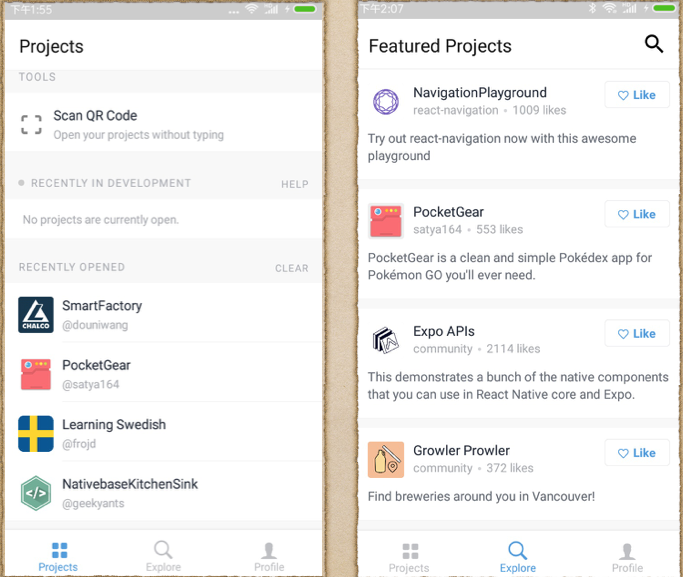 下午1:55
Projects
TOOLS
Scan QR Code
Open your projects without typing
RECENTLY IN DEVELOPMENT
HELP
No projects are currently open.
RECENTLY OPENED
CLEAR
CHALCO
SmartFactory
@douniwang
PocketGear
@satya164
Learning Swedish
@frojd
</>
NativebaseKitchenSink
@geekyants
Projects
Explore
Profile
下午2:07
Featured Projects
NavigationPlayground
react-navigation • 1009 likes
Like
Try out react-navigation now with this awesome
playground
PocketGear
satya164 • 553 likes
Like
PocketGear is a clean and simple Pokédex app for
Pokémon GO you'll ever need.
Expo APIs
community • 2114 likes
Like
This demonstrates a bunch of the native components
that you can use in React Native core and Expo.
Growler Prowler
community • 372 likes
Like
Find breweries around you in Vancouver!
Projects
Explore
Profile